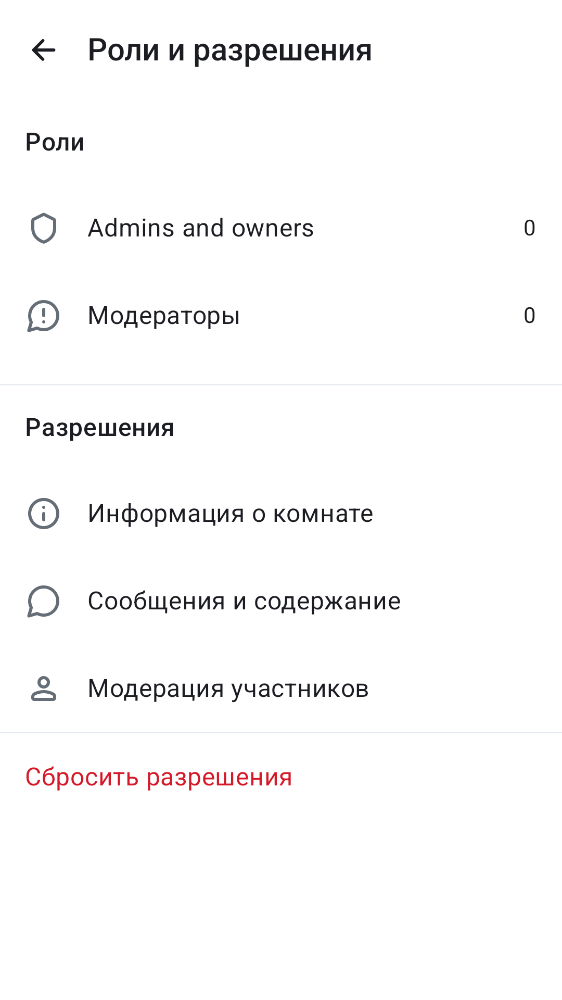 Роли и разрешения
Роли
Admins and owners 0
Модераторы 0
Разрешения
Информация о комнате
Сообщения и содержание
Модерация участников
Сбросить разрешения